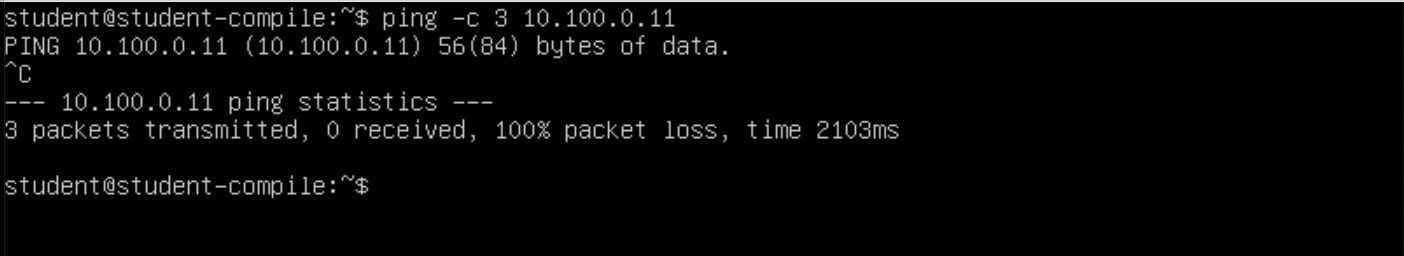 student@student-compile:~$ ping -c 3 10.100.0.11
PING 10.100.0.11 (10.100.0.11) 56(84) bytes of data.
^C
--- 10.100.0.11 ping statistics ---
3 packets transmitted, 0 received, 100% packet loss, time 2103ms
student@student-compile:~$